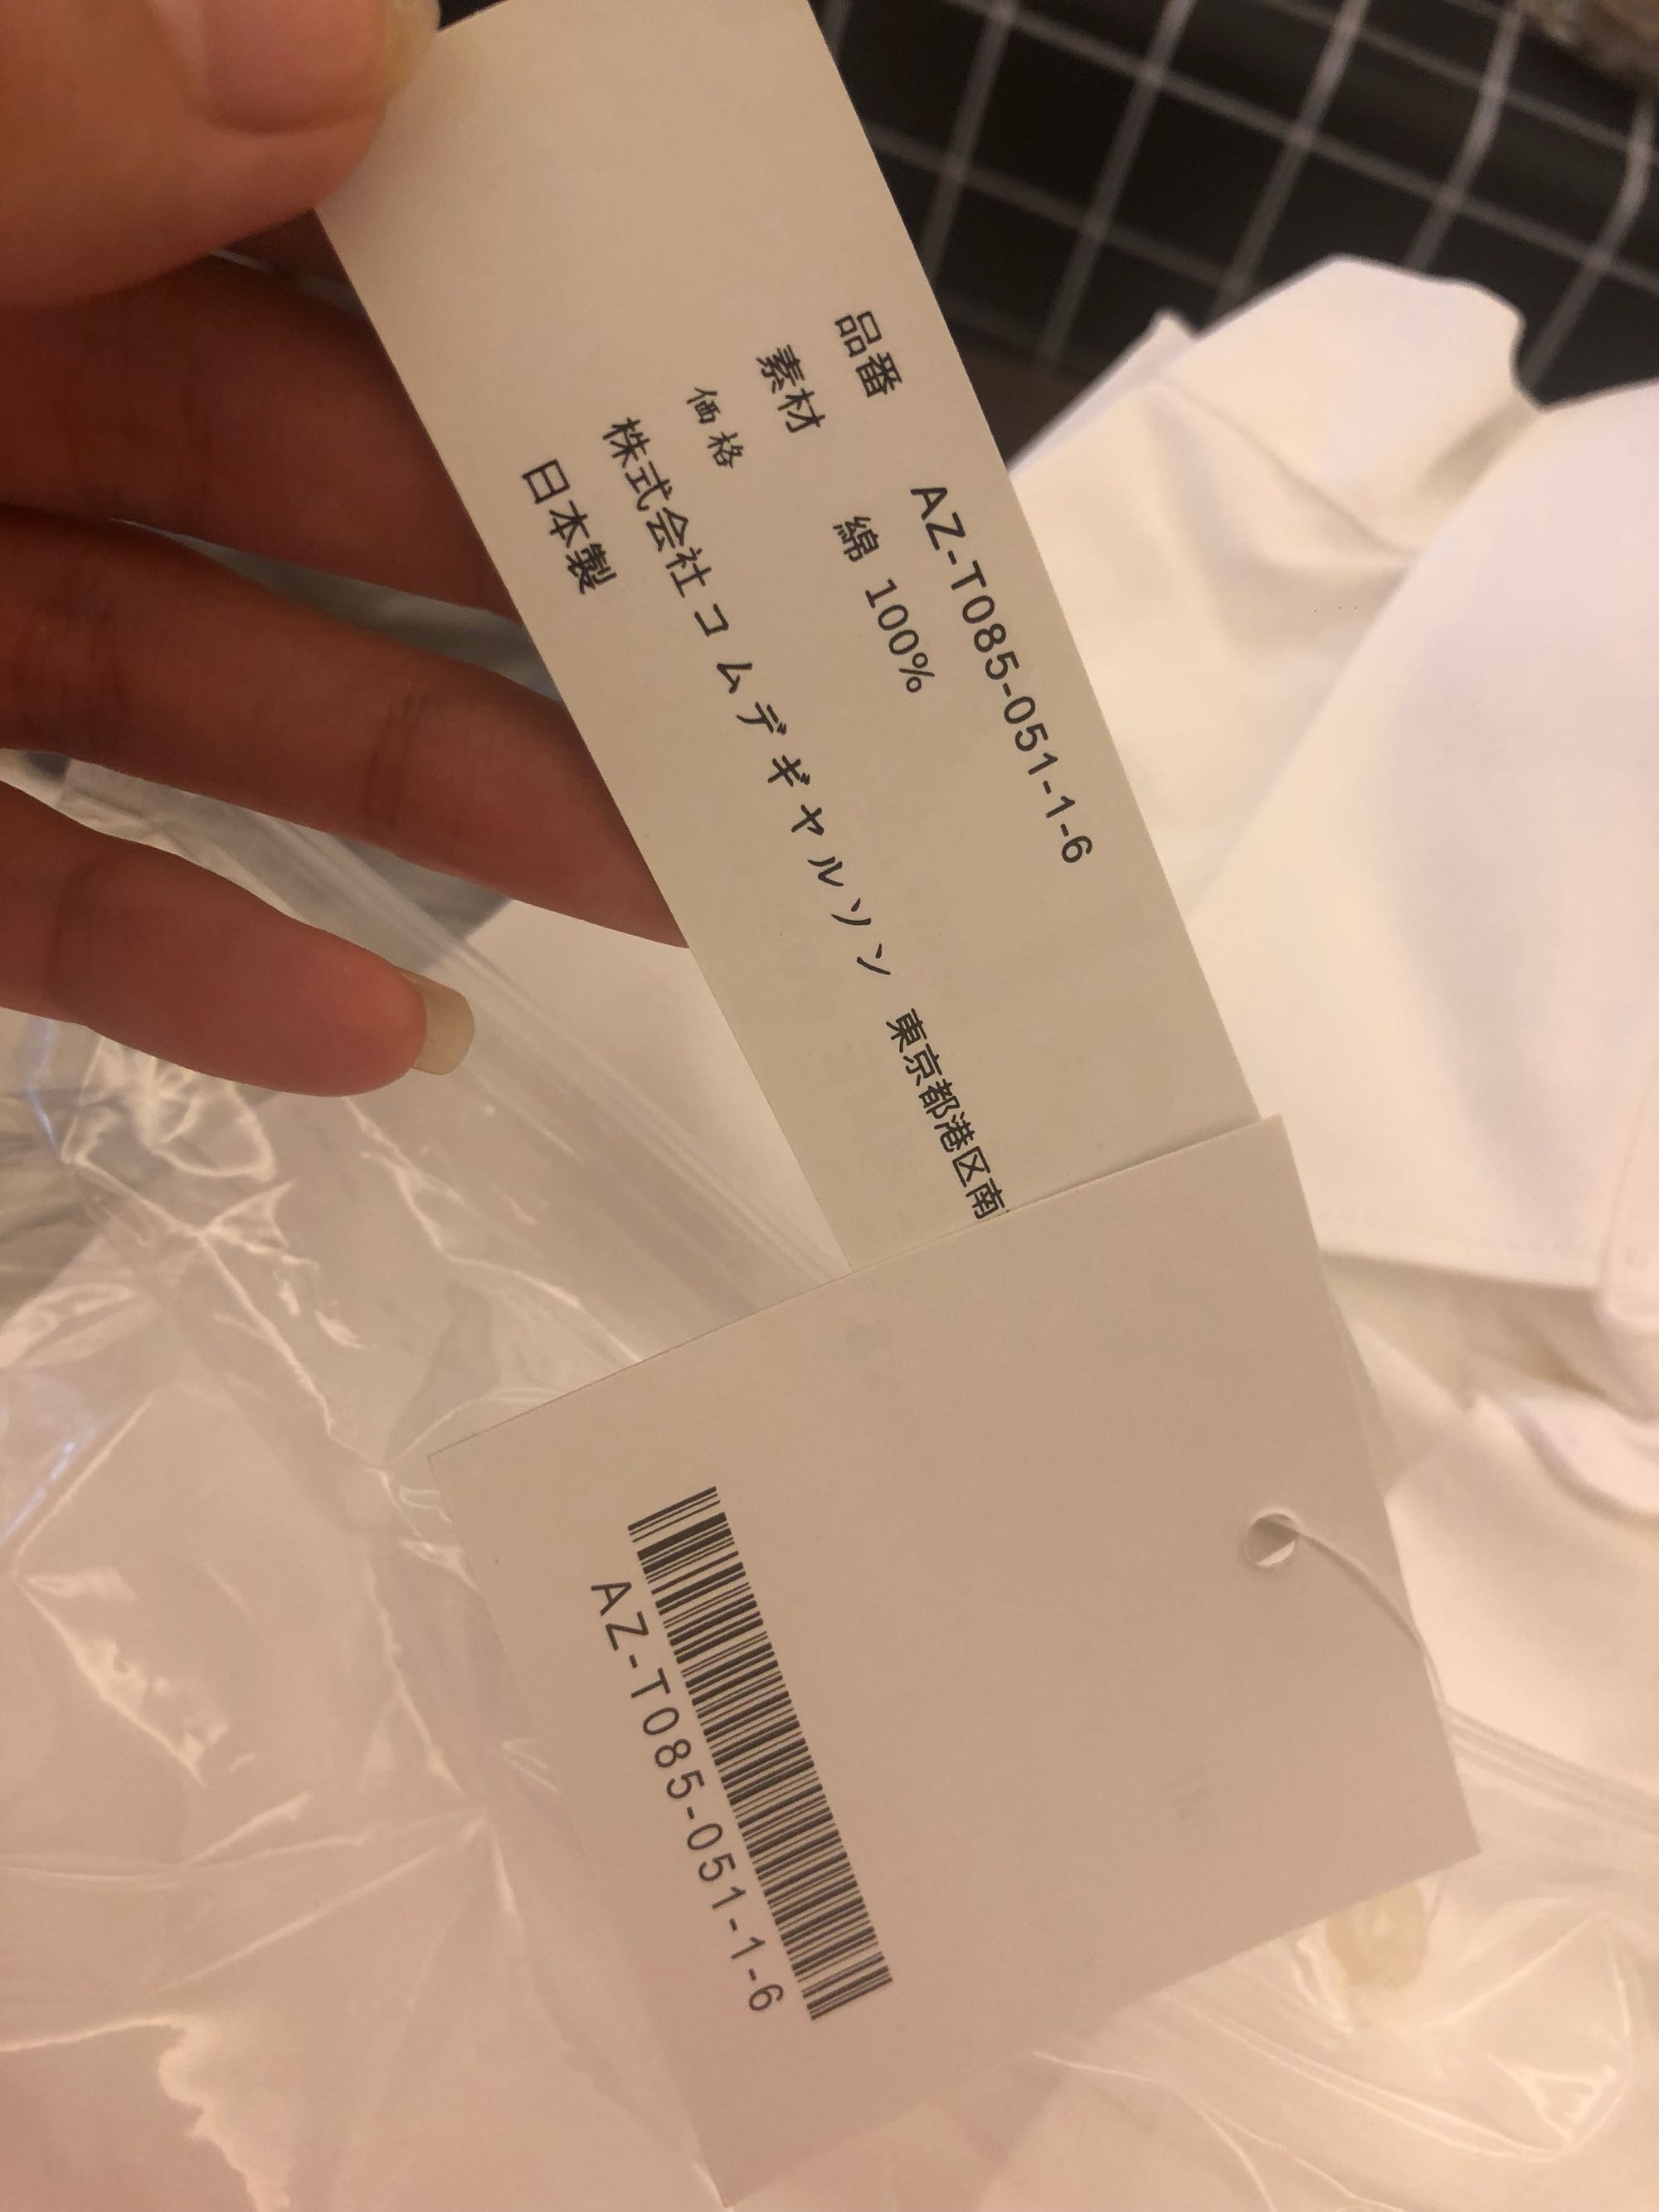 品番 AZ-T085-051-1-6
素材 綿 100%
価格
株式会社コムデギャルソン 東京都港区南
日本製
AZ-T085-051-1-6